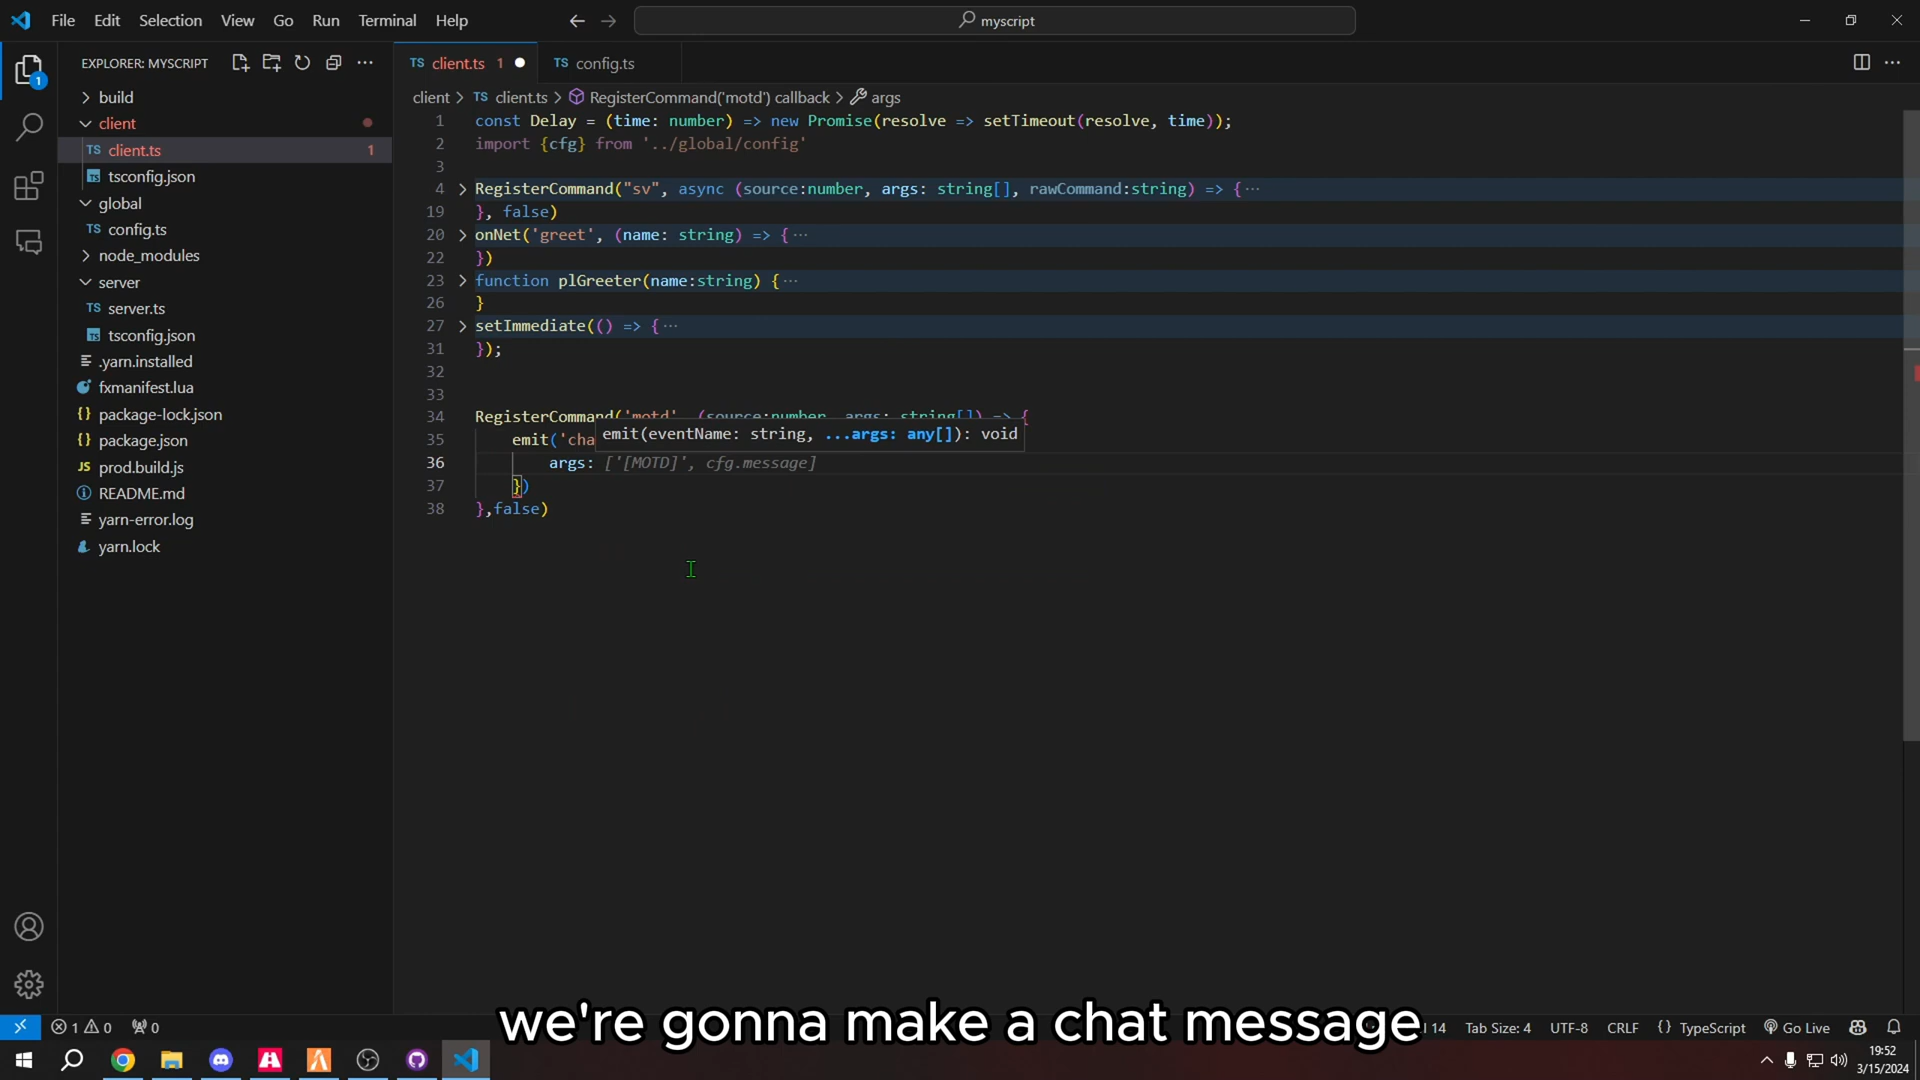 File Edit Selection View Go Run Terminal Help
myscript
EXPLORER: MYSCRIPT
TS client.ts 1
TS config.ts
1
client > TS client.ts > RegisterCommand('motd') callback > args
build
client
TS client.ts 1
tsconfig.json
global
TS config.ts
node_modules
server
TS server.ts
tsconfig.json
.yarn.installed
fxmanifest.lua
package-lock.json
package.json
JS prod.build.js
README.md
yarn-error.log
yarn.lock
1 const Delay = (time: number) => new Promise(resolve => setTimeout(resolve, time));
2 import {cfg} from '../global/config'
3
4 RegisterCommand("sv", async (source:number, args: string[], rawCommand:string) => {···
19 }, false)
20 onNet('greet', (name: string) => {···
22 })
23 function plGreeter(name:string) {···
26 }
27 setImmediate(() => {···
31 });
32
33
34 RegisterCommand('motd', (source:number, args: string[]) => {
35 emit('cha
emit(eventName: string, ...args: any[]): void
36 args: ['[MOTD]', cfg.message]
37 })
38 },false)
we're gonna make a chat message
1 0 0
14 Tab Size: 4 UTF-8 CRLF {} TypeScript Go Live
19:52
3/15/2024